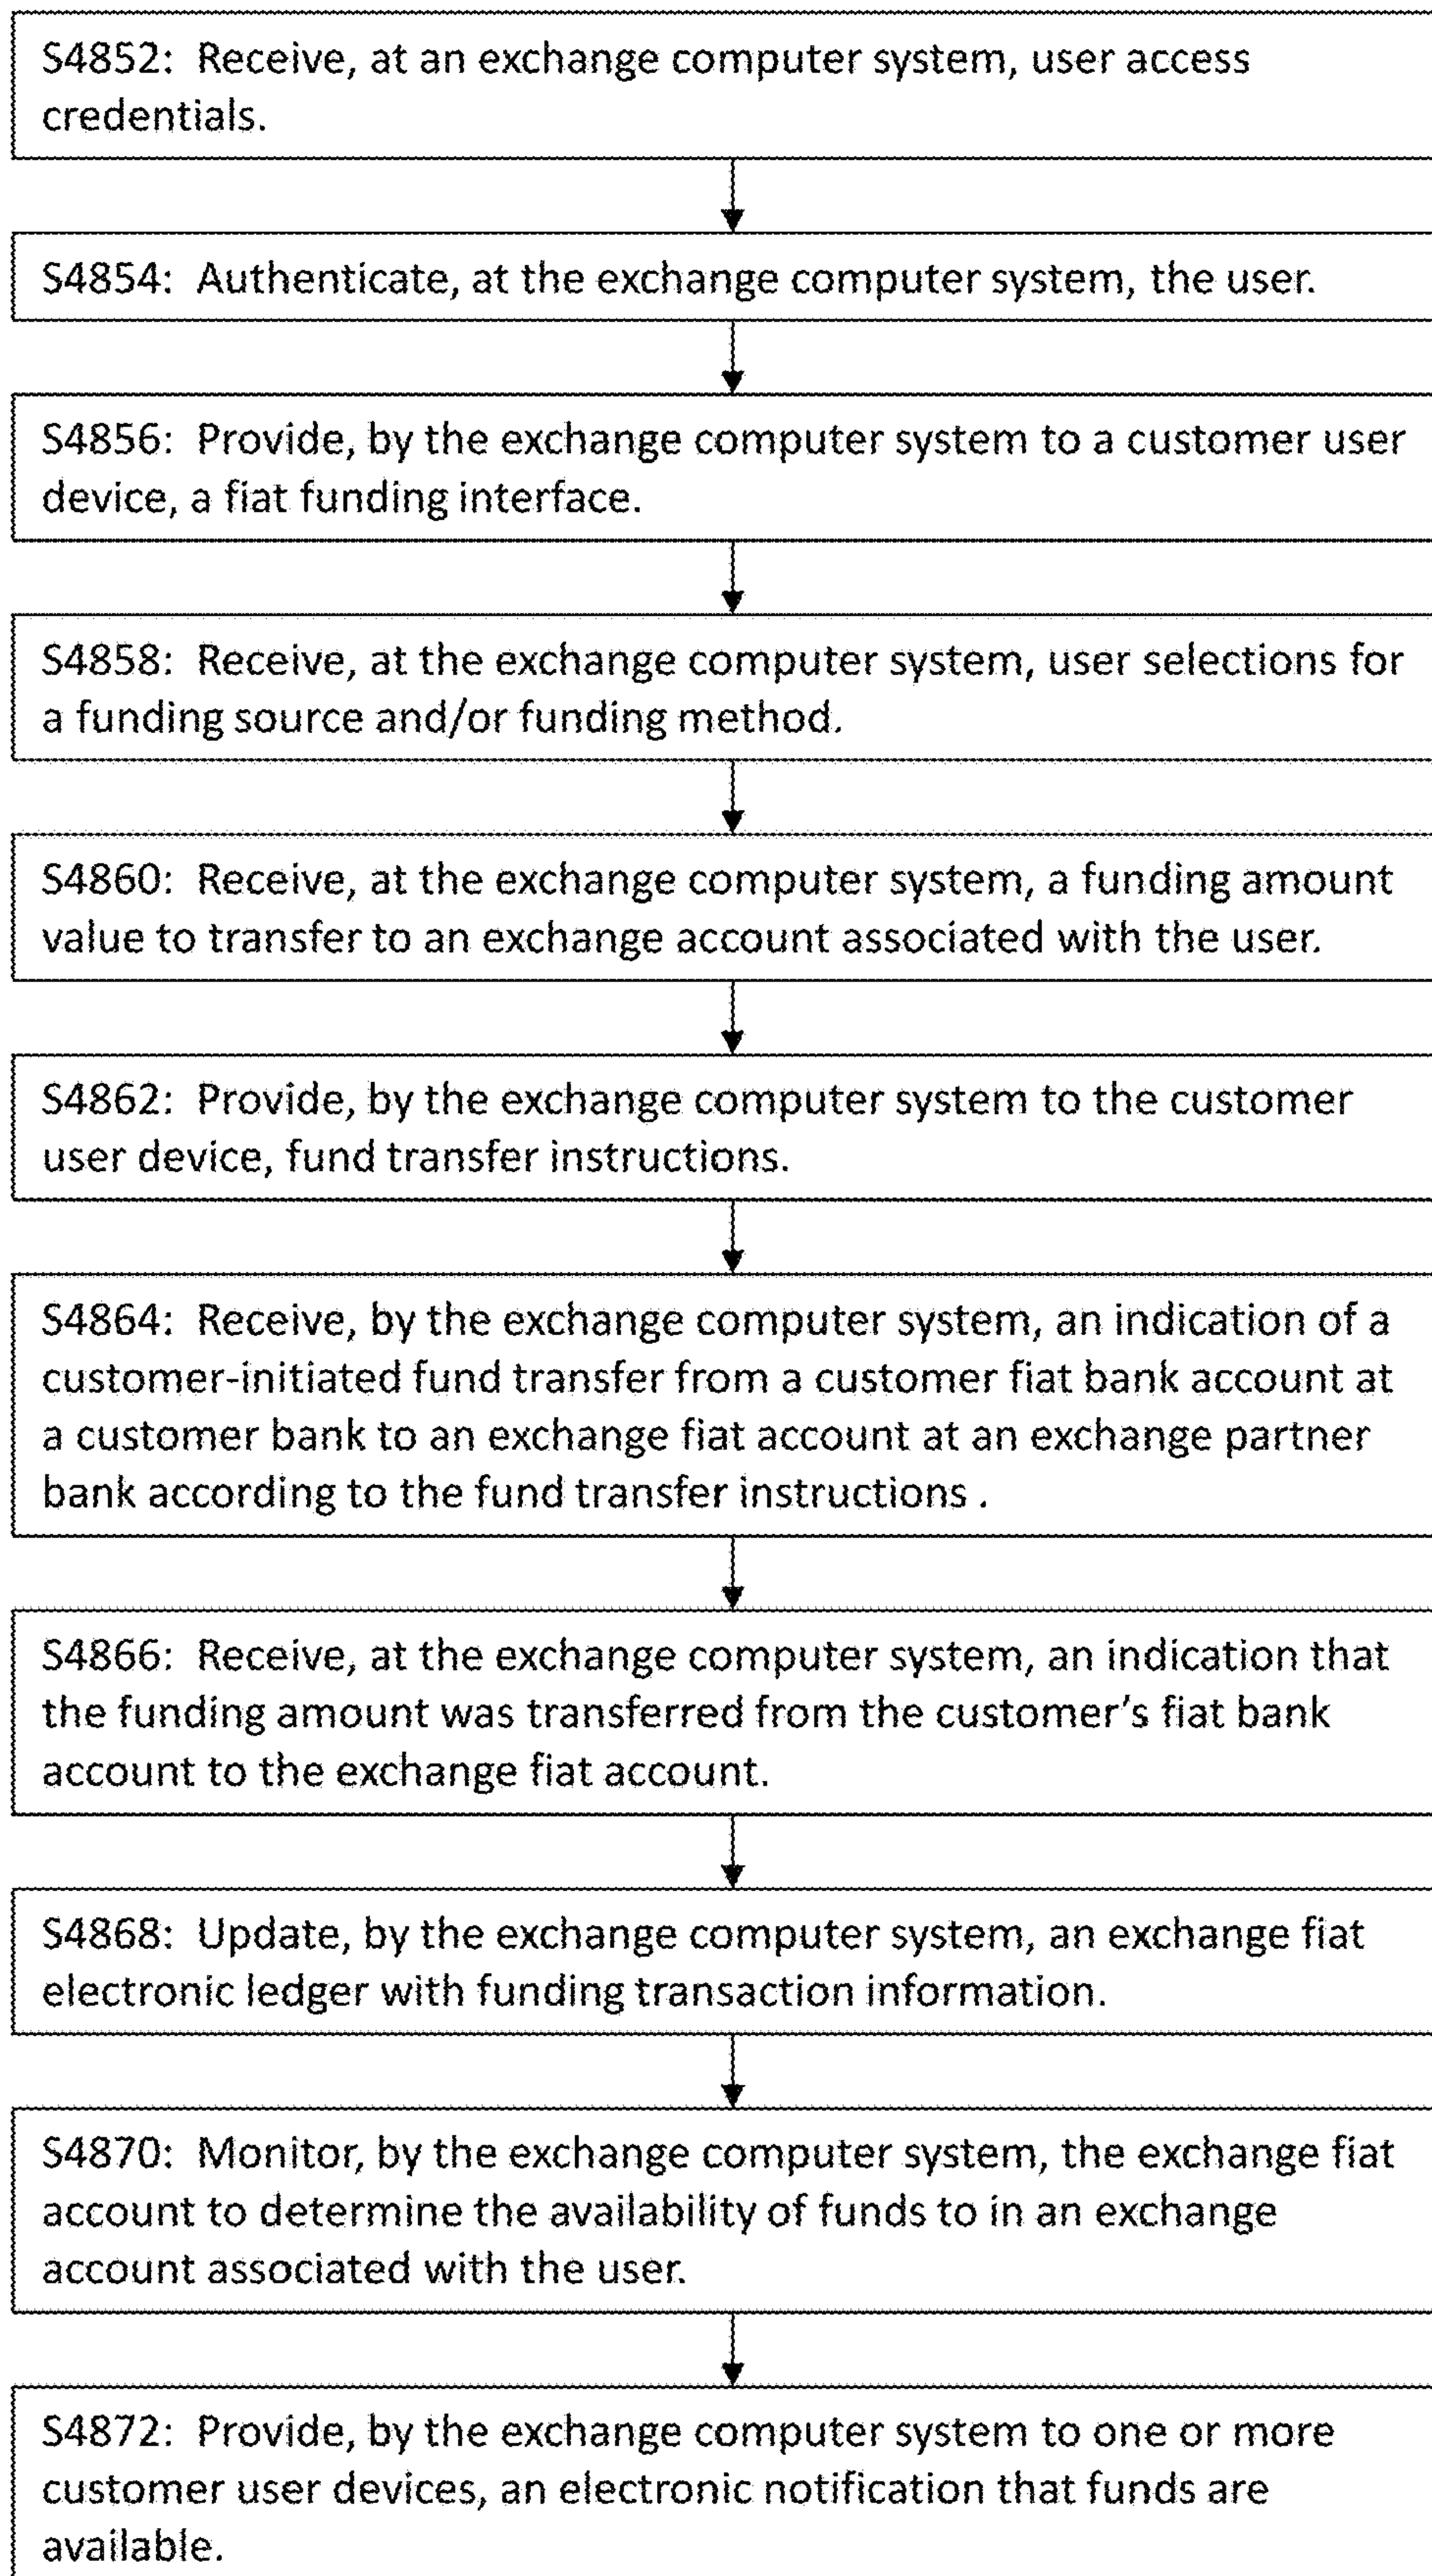 S4852: Receive, at an exchange computer system, user access
credentials.
S4854: Authenticate, at the exchange computer system, the user.
S4856: Provide, by the exchange computer system to a customer user
device, a fiat funding interface.
S4858: Receive, at the exchange computer system, user selections for
a funding source and/or funding method.
S4860: Receive, at the exchange computer system, a funding amount
value to transfer to an exchange account associated with the user.
S4862: Provide, by the exchange computer system to the customer
user device, fund transfer instructions.
S4864: Receive, by the exchange computer system, an indication of a
customer-initiated fund transfer from a customer fiat bank account at
a customer bank to an exchange fiat account at an exchange partner
bank according to the fund transfer instructions .
S4866: Receive, at the exchange computer system, an indication that
the funding amount was transferred from the customer’s fiat bank
account to the exchange fiat account.
S4868: Update, by the exchange computer system, an exchange fiat
electronic ledger with funding transaction information.
S4870: Monitor, by the exchange computer system, the exchange fiat
account to determine the availability of funds to in an exchange
account associated with the user.
S4872: Provide, by the exchange computer system to one or more
customer user devices, an electronic notification that funds are
available.